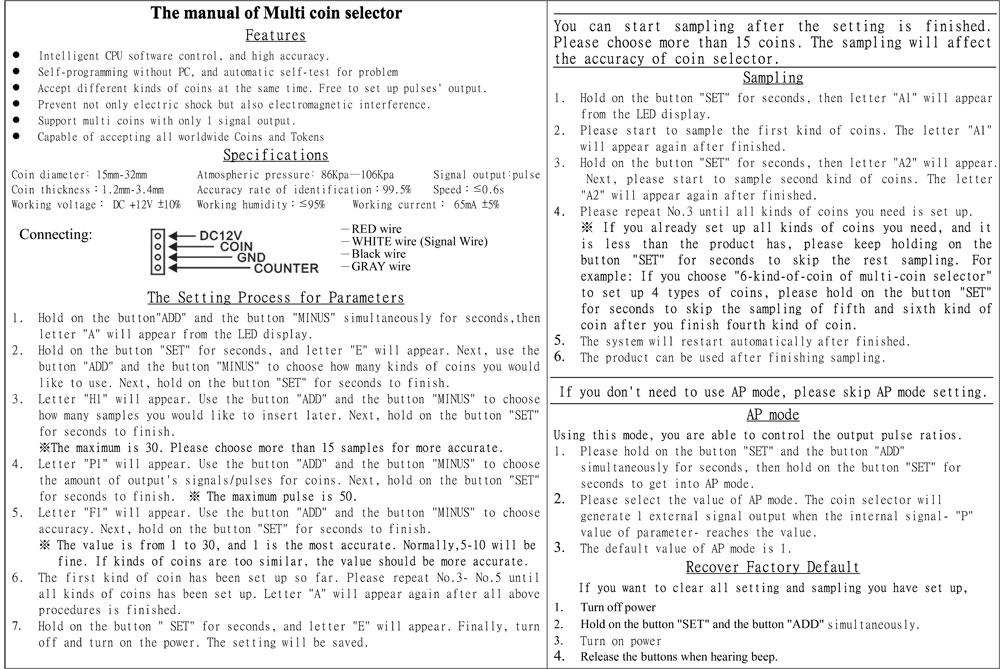 The manual of Multi coin selector
Features
● Intelligent CPU software control, and high accuracy.
● Self-programming without PC, and automatic self-test for problem
● Accept different kinds of coins at the same time. Free to set up pulses' output.
● Prevent not only electric shock but also electromagnetic interference.
● Support multi coins with only 1 signal output.
● Capable of accepting all worldwide Coins and Tokens
Specifications
Coin diameter: 15mm-32mm Atmospheric pressure: 86Kpa—106Kpa Signal output:pulse
Coin thickness：1.2mm-3.4mm Accuracy rate of identification：99.5% Speed：≤0.6s
Working voltage： DC +12V ±10% Working humidity：≤95% Working current： 65mA ±5%
Connecting:
DC12V —RED wire
COIN —WHITE wire (Signal Wire)
GND —Black wire
COUNTER —GRAY wire
The Setting Process for Parameters
1. Hold on the button"ADD" and the button "MINUS" simultaneously for seconds,then
letter "A" will appear from the LED display.
2. Hold on the button "SET" for seconds, and letter "E" will appear. Next, use the
button "ADD" and the button "MINUS" to choose how many kinds of coins you would
like to use. Next, hold on the button "SET" for seconds to finish.
3. Letter "H1" will appear. Use the button "ADD" and the button "MINUS" to choose
how many samples you would like to insert later. Next, hold on the button "SET"
for seconds to finish.
※The maximum is 30. Please choose more than 15 samples for more accurate.
4. Letter "P1" will appear. Use the button "ADD" and the button "MINUS" to choose
the amount of output's signals/pulses for coins. Next, hold on the button "SET"
for seconds to finish. ※ The maximum pulse is 50.
5. Letter "F1" will appear. Use the button "ADD" and the button "MINUS" to choose
accuracy. Next, hold on the button "SET" for seconds to finish.
※ The value is from 1 to 30, and 1 is the most accurate. Normally,5-10 will be
fine. If kinds of coins are too similar, the value should be more accurate.
6. The first kind of coin has been set up so far. Please repeat No.3- No.5 until
all kinds of coins has been set up. Letter "A" will appear again after all above
procedures is finished.
7. Hold on the button " SET" for seconds, and letter "E" will appear. Finally, turn
off and turn on the power. The setting will be saved.
You can start sampling after the setting is finished.
Please choose more than 15 coins. The sampling will affect
the accuracy of coin selector.
Sampling
1. Hold on the button "SET" for seconds, then letter "A1" will appear
from the LED display.
2. Please start to sample the first kind of coins. The letter "A1"
will appear again after finished.
3. Hold on the button "SET" for seconds, then letter "A2" will appear.
Next, please start to sample second kind of coins. The letter
"A2" will appear again after finished.
4. Please repeat No.3 until all kinds of coins you need is set up.
※ If you already set up all kinds of coins you need, and it
is less than the product has, please keep holding on the
button "SET" for seconds to skip the rest sampling. For
example: If you choose "6-kind-of-coin of multi-coin selector"
to set up 4 types of coins, please hold on the button "SET"
for seconds to skip the sampling of fifth and sixth kind of
coin after you finish fourth kind of coin.
5. The system will restart automatically after finished.
6. The product can be used after finishing sampling.
If you don't need to use AP mode, please skip AP mode setting.
AP mode
Using this mode, you are able to control the output pulse ratios.
1. Please hold on the button "SET" and the button "ADD"
simultaneously for seconds, then hold on the button "SET" for
seconds to get into AP mode.
2. Please select the value of AP mode. The coin selector will
generate 1 external signal output when the internal signal- "P"
value of parameter- reaches the value.
3. The default value of AP mode is 1.
Recover Factory Default
If you want to clear all setting and sampling you have set up,
1. Turn off power
2. Hold on the button "SET" and the button "ADD" simultaneously.
3. Turn on power
4. Release the buttons when hearing beep.